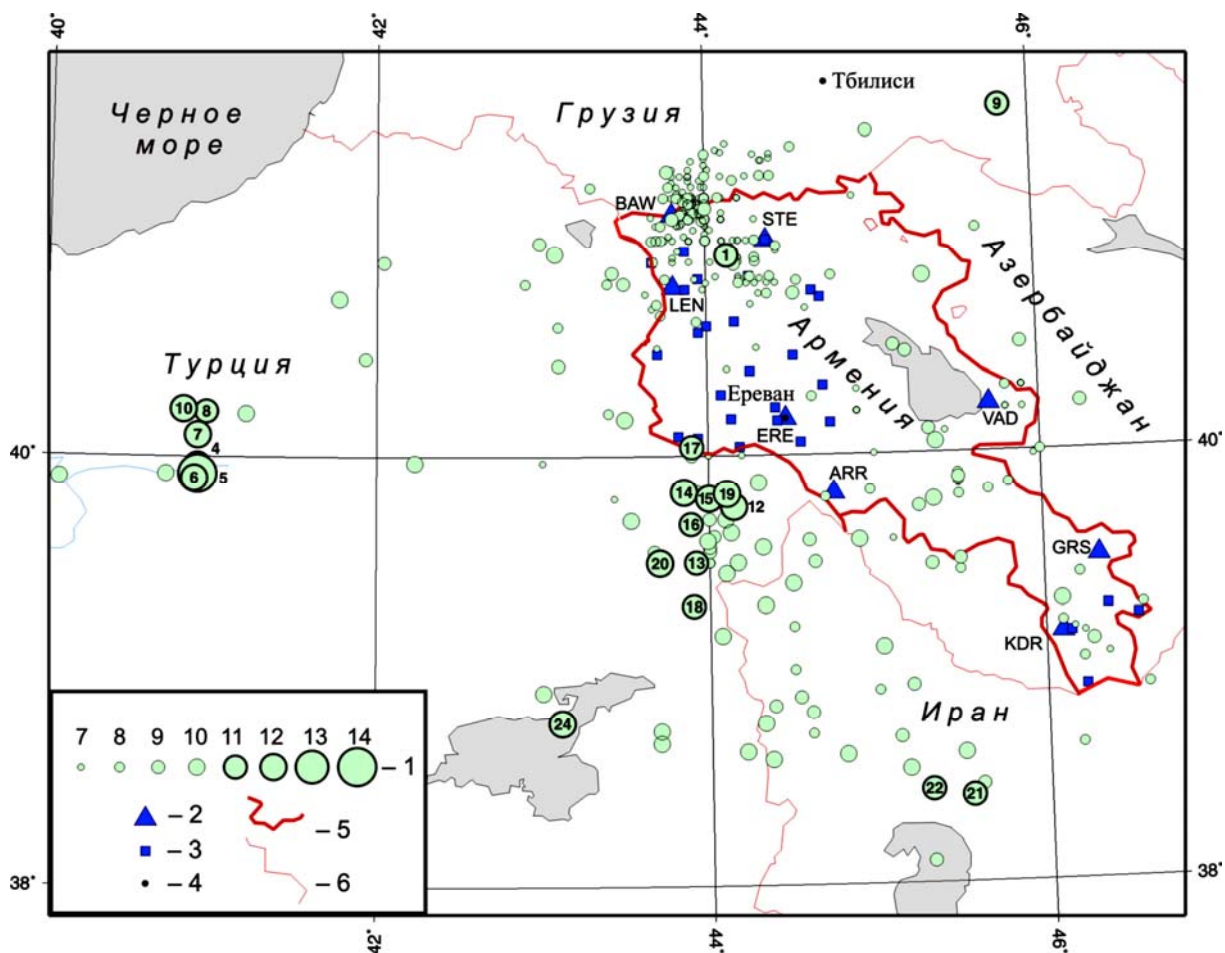 40°
42°
44°
46°
Тбилиси
9
Черное
море
Грузия
BAW
STE
1
LEN
Азербайджан
Армения
Турция
10
8
7
4
6
5
Ереван
ERE
VAD
40°
40°
17
ARR
14
15
19
12
16
20
13
18
GRS
KDR
24
Иран
22
21
7 8 9 10 11 12 13 14
– 1
– 2
– 3
– 4
– 5
– 6
38°
38°
42°
44°
46°